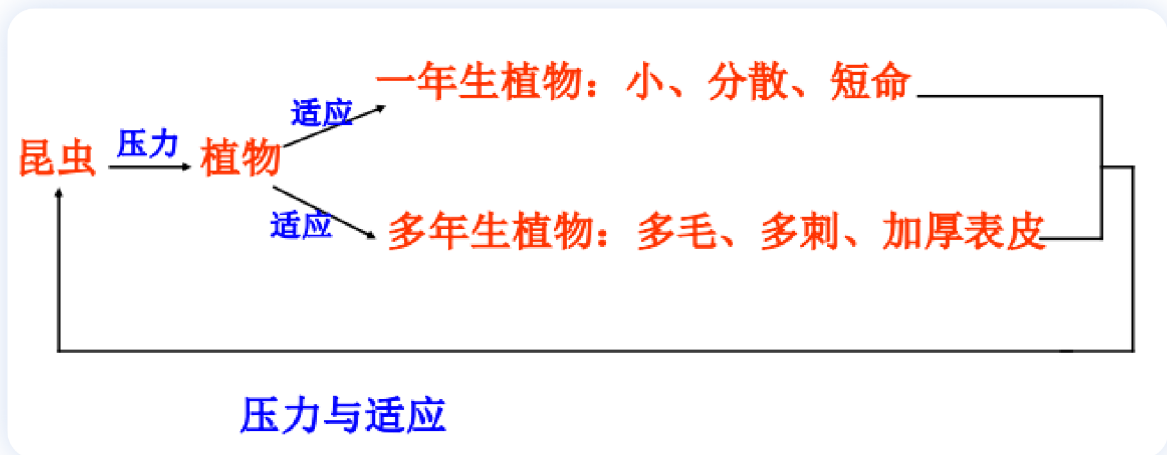 一年生植物：小、分散、短命
适应
昆虫 压力 植物
适应
多年生植物：多毛、多刺、加厚表皮
压力与适应